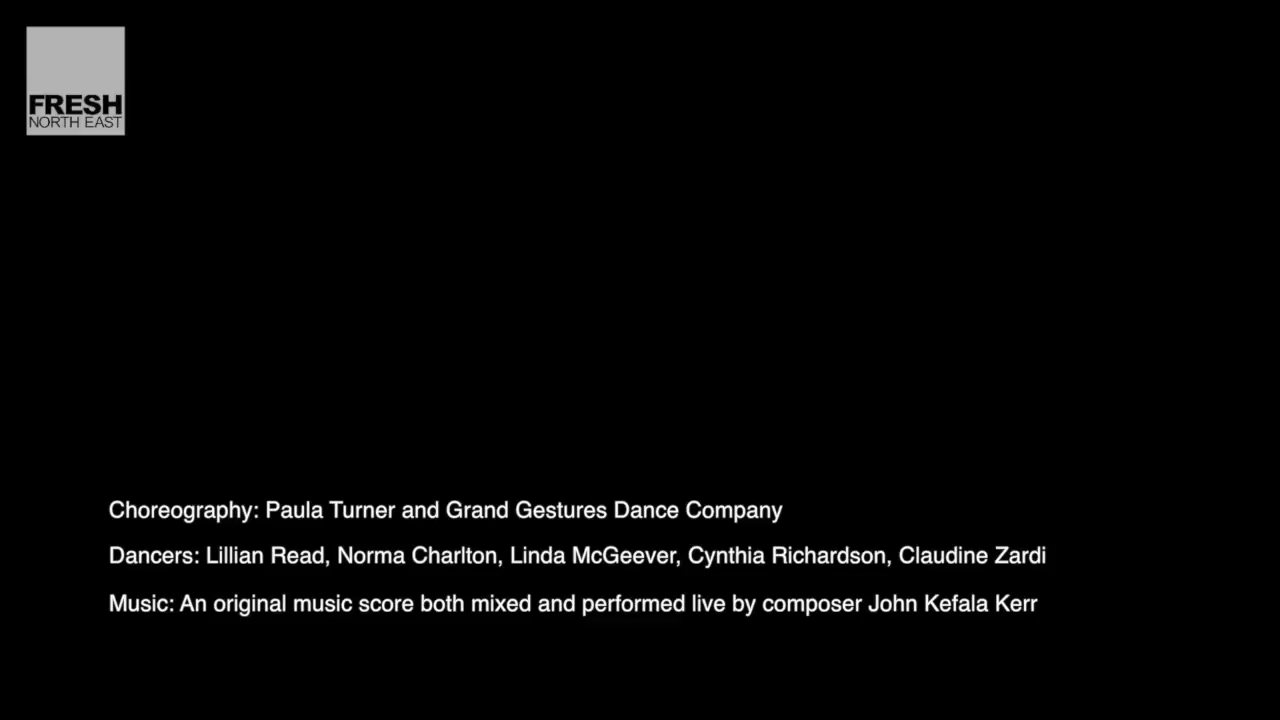 FRESH
NORTH EAST
Choreography: Paula Turner and Grand Gestures Dance Company
Dancers: Lillian Read, Norma Charlton, Linda McGeever, Cynthia Richardson, Claudine Zardi
Music: An original music score both mixed and performed live by composer John Kefala Kerr